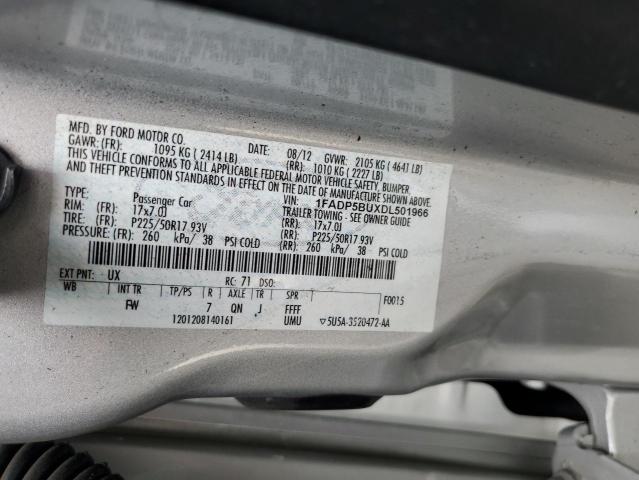 MFD. BY FORD MOTOR CO. DATE: 08/12 GVWR: 2105 KG ( 4641 LB)
GAWR: (FR): 1095 KG ( 2414 LB) (RR): 1010 KG ( 2227 LB)
THIS VEHICLE CONFORMS TO ALL APPLICABLE FEDERAL MOTOR VEHICLE SAFETY, BUMPER,
AND THEFT PREVENTION STANDARDS IN EFFECT ON THE DATE OF MANUFACTURE SHOWN ABOVE.
VIN: 1FADP5BUXDL501966
TYPE: Passenger Car TRAILER TOWING - SEE OWNER GUIDE
RIM: (FR): 17x7.0J (RR): 17x7.0J
TIRE: (FR): P225/50R17 93V (RR): P225/50R17 93V
PRESSURE: (FR): 260 kPa/ 38 PSI COLD (RR): 260 kPa/ 38 PSI COLD
EXT PNT: UX RC: 71 DSO:
WB INT TR TP/PS R AXLE TR SPR F0015
FW 7 QN J FFFF
1201208140161 UMU ▽5U5A-3520472-AA